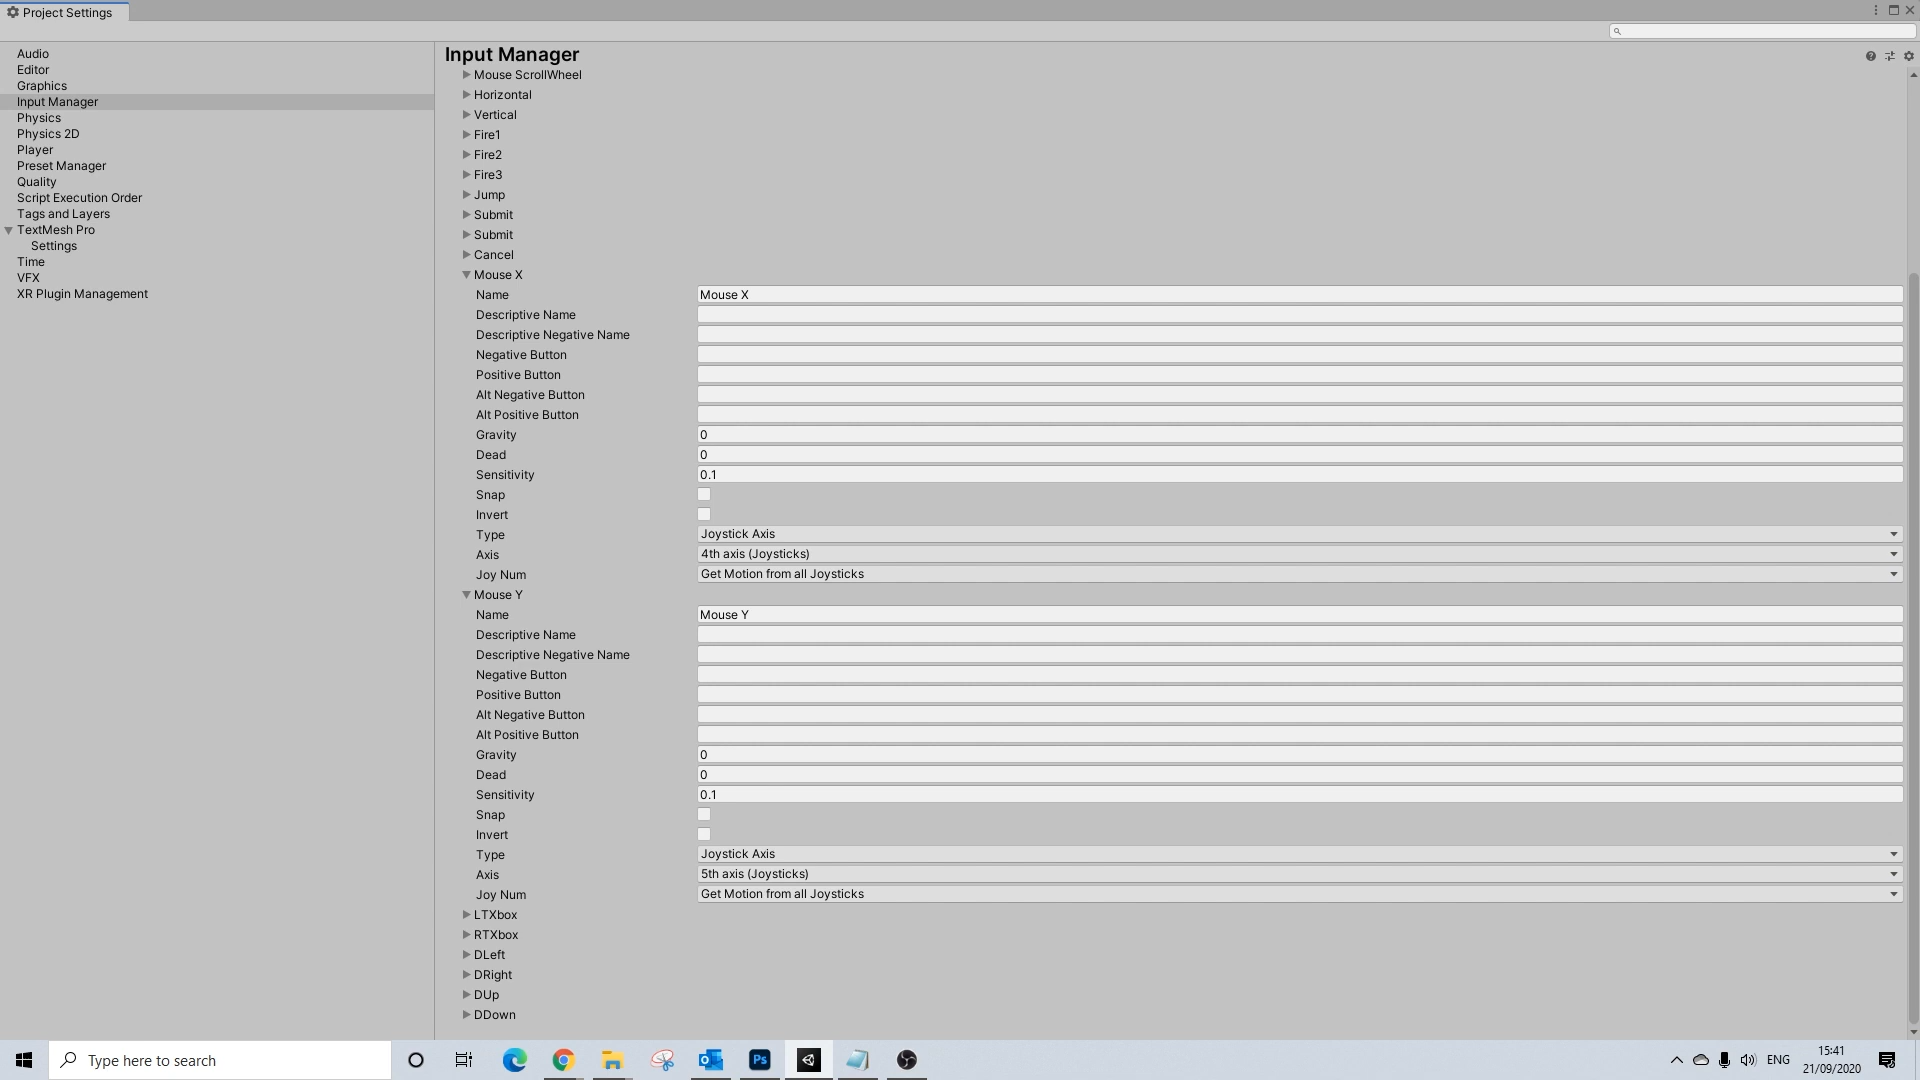 Project Settings
Audio
Editor
Graphics
Input Manager
Physics
Physics 2D
Player
Preset Manager
Quality
Script Execution Order
Tags and Layers
TextMesh Pro
Settings
Time
VFX
XR Plugin Management
Input Manager
Mouse ScrollWheel
Horizontal
Vertical
Fire1
Fire2
Fire3
Jump
Submit
Submit
Cancel
Mouse X
Name Mouse X
Descriptive Name
Descriptive Negative Name
Negative Button
Positive Button
Alt Negative Button
Alt Positive Button
Gravity 0
Dead 0
Sensitivity 0.1
Snap
Invert
Type Joystick Axis
Axis 4th axis (Joysticks)
Joy Num Get Motion from all Joysticks
Mouse Y
Name Mouse Y
Descriptive Name
Descriptive Negative Name
Negative Button
Positive Button
Alt Negative Button
Alt Positive Button
Gravity 0
Dead 0
Sensitivity 0.1
Snap
Invert
Type Joystick Axis
Axis 5th axis (Joysticks)
Joy Num Get Motion from all Joysticks
LTXbox
RTXbox
DLeft
DRight
DUp
DDown
Type here to search
Ps
ENG
15:41
21/09/2020